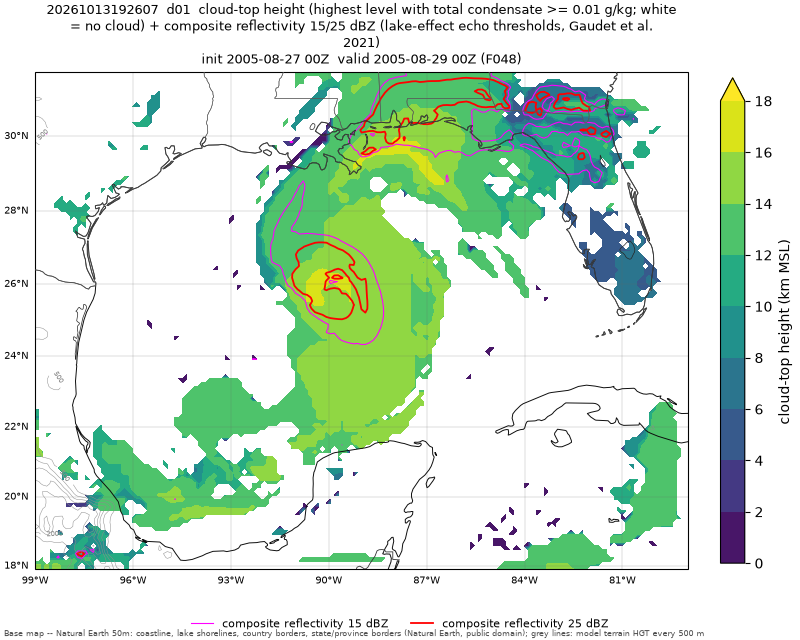 20261013192607  d01  cloud-top height (highest level with total condensate >= 0.01 g/kg; white
= no cloud) + composite reflectivity 15/25 dBZ (lake-effect echo thresholds, Gaudet et al.
2021)
init 2005-08-27 00Z  valid 2005-08-29 00Z (F048)
30°N
28°N
26°N
24°N
22°N
20°N
18°N
99°W
96°W
93°W
90°W
87°W
84°W
81°W
500
500
18
16
14
12
10
8
6
4
2
0
cloud-top height (km MSL)
composite reflectivity 15 dBZ
composite reflectivity 25 dBZ
Base map -- Natural Earth 50m: coastline, lake shorelines, country borders, state/province borders (Natural Earth, public domain); grey lines: model terrain HGT every 500 m